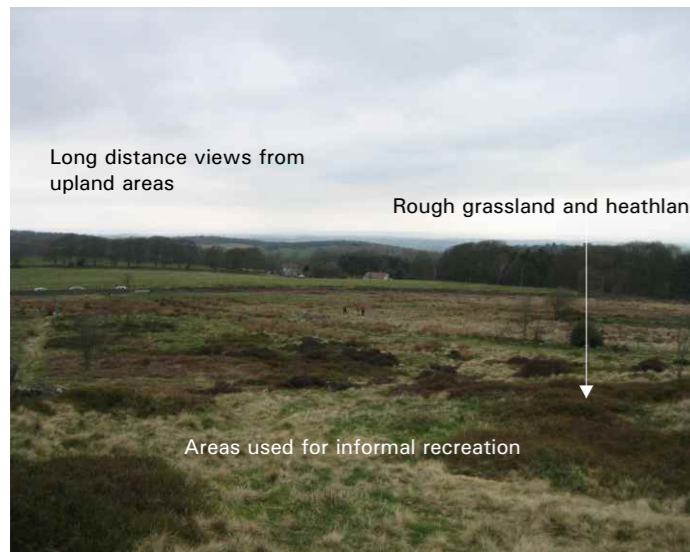 Long distance views from
upland areas
Rough grassland and heathlan
Areas used for informal recreation